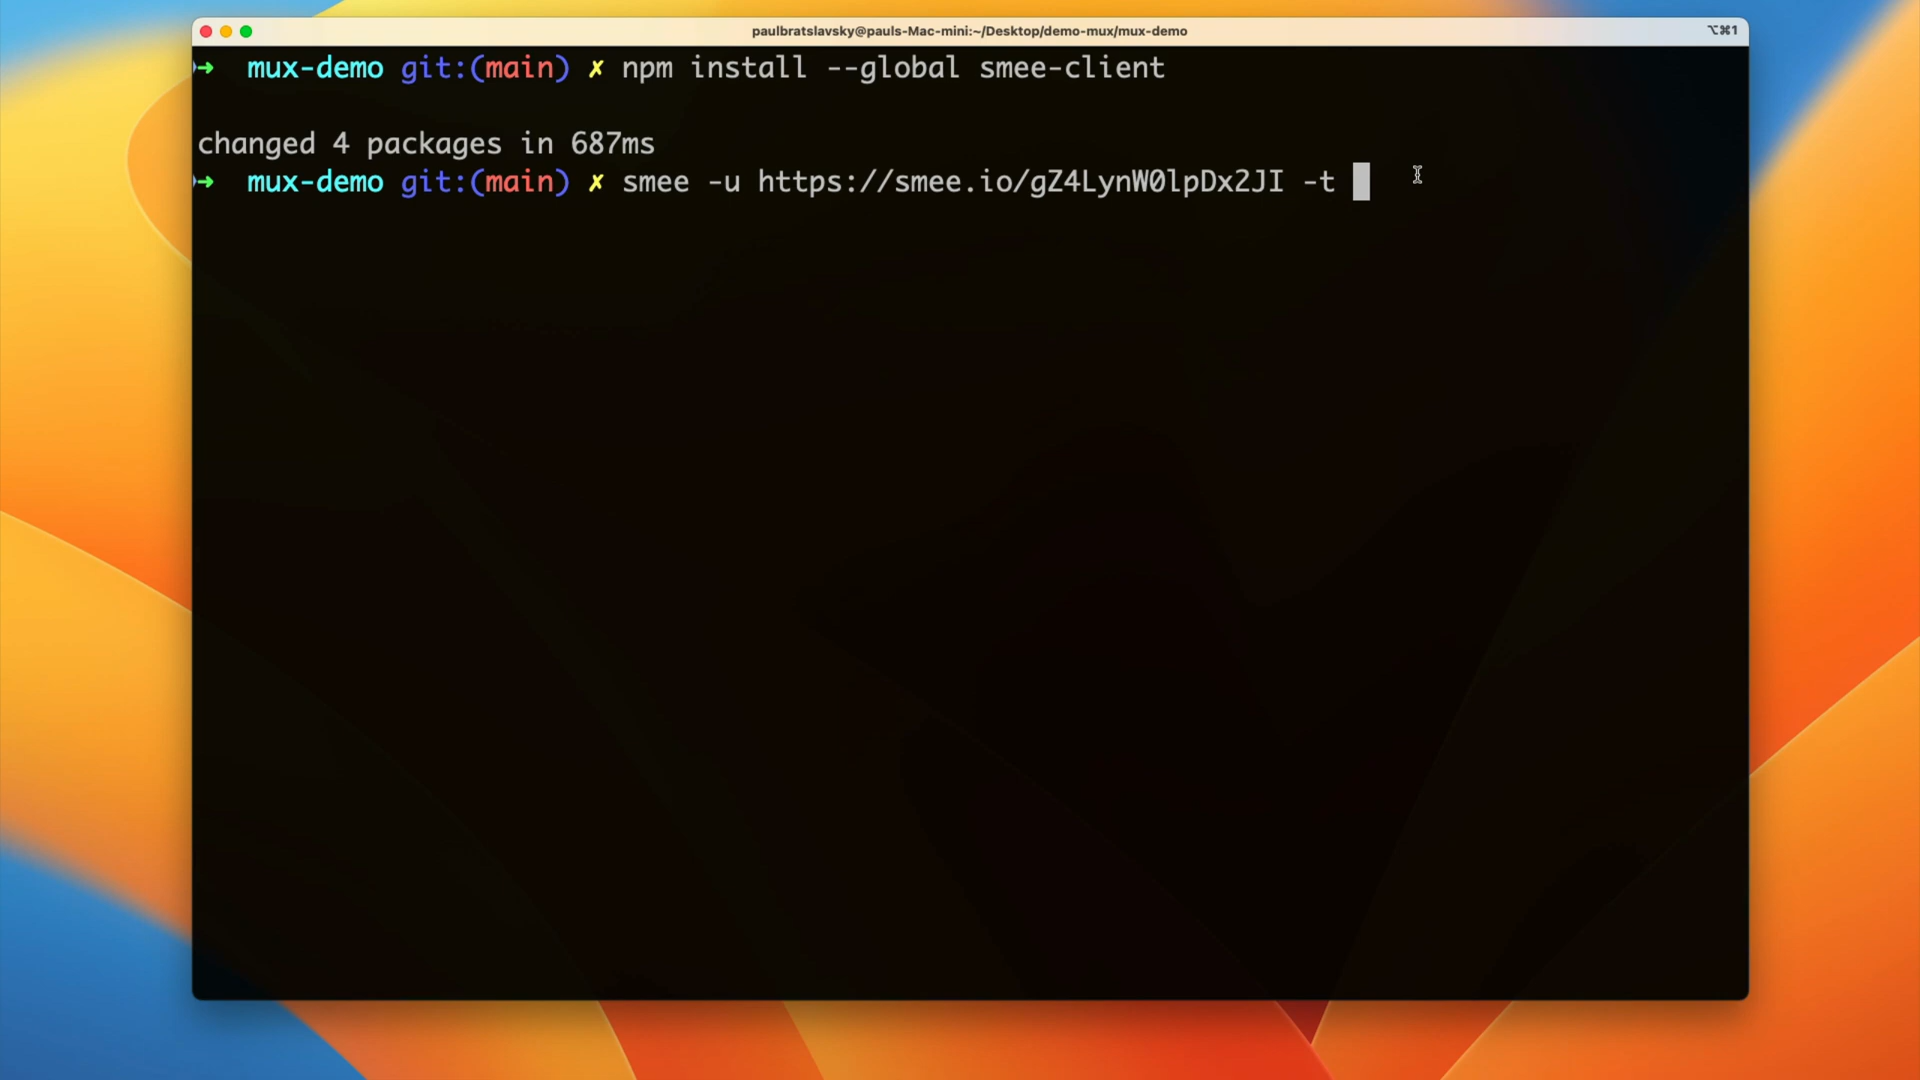 paulbratslavsky@pauls-Mac-mini:~/Desktop/demo-mux/mux-demo
⌥⌘1
→ mux-demo git:(main) ✗ npm install --global smee-client
changed 4 packages in 687ms
→ mux-demo git:(main) ✗ smee -u https://smee.io/gZ4LynW0lpDx2JI -t